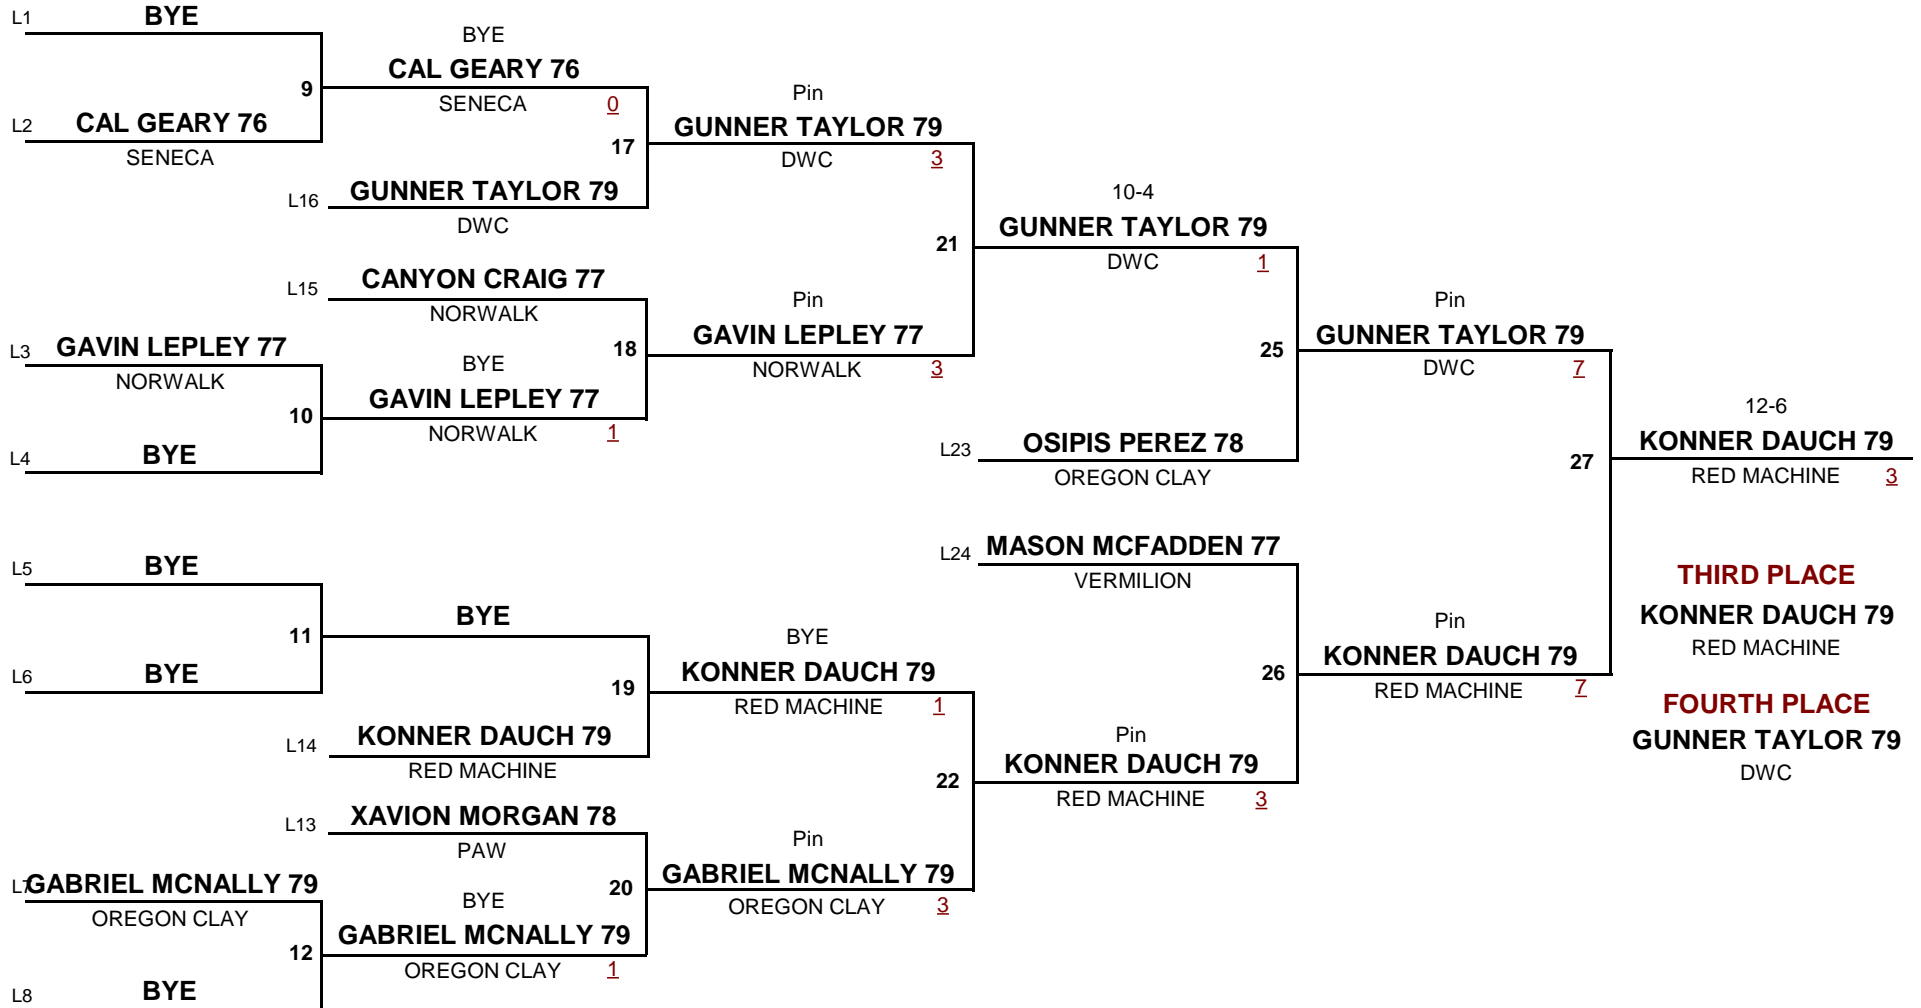 L1 BYE
BYE
CAL GEARY 76
9
SENECA 0
Pin
L2 CAL GEARY 76
GUNNER TAYLOR 79
SENECA
17
DWC 3
L16 GUNNER TAYLOR 79
10-4
DWC
GUNNER TAYLOR 79
21
DWC 1
L15 CANYON CRAIG 77
NORWALK
Pin
Pin
GAVIN LEPLEY 77
GUNNER TAYLOR 79
L3 GAVIN LEPLEY 77
18
25
NORWALK
BYE
NORWALK 3
DWC 7
GAVIN LEPLEY 77
12-6
10
NORWALK 1
L23 OSIPIS PEREZ 78
KONNER DAUCH 79
L4 BYE
27
OREGON CLAY
RED MACHINE 3
L24 MASON MCFADDEN 77
L5 BYE
VERMILION
THIRD PLACE
BYE
KONNER DAUCH 79
11
BYE
Pin
RED MACHINE
L6 BYE
KONNER DAUCH 79
26
KONNER DAUCH 79
19
RED MACHINE 1
RED MACHINE 7
FOURTH PLACE
L14 KONNER DAUCH 79
Pin
GUNNER TAYLOR 79
RED MACHINE
KONNER DAUCH 79
DWC
22
RED MACHINE 3
L13 XAVION MORGAN 78
PAW
Pin
L7 GABRIEL MCNALLY 79
20
GABRIEL MCNALLY 79
OREGON CLAY
BYE
OREGON CLAY 3
GABRIEL MCNALLY 79
12
OREGON CLAY 1
L8 BYE